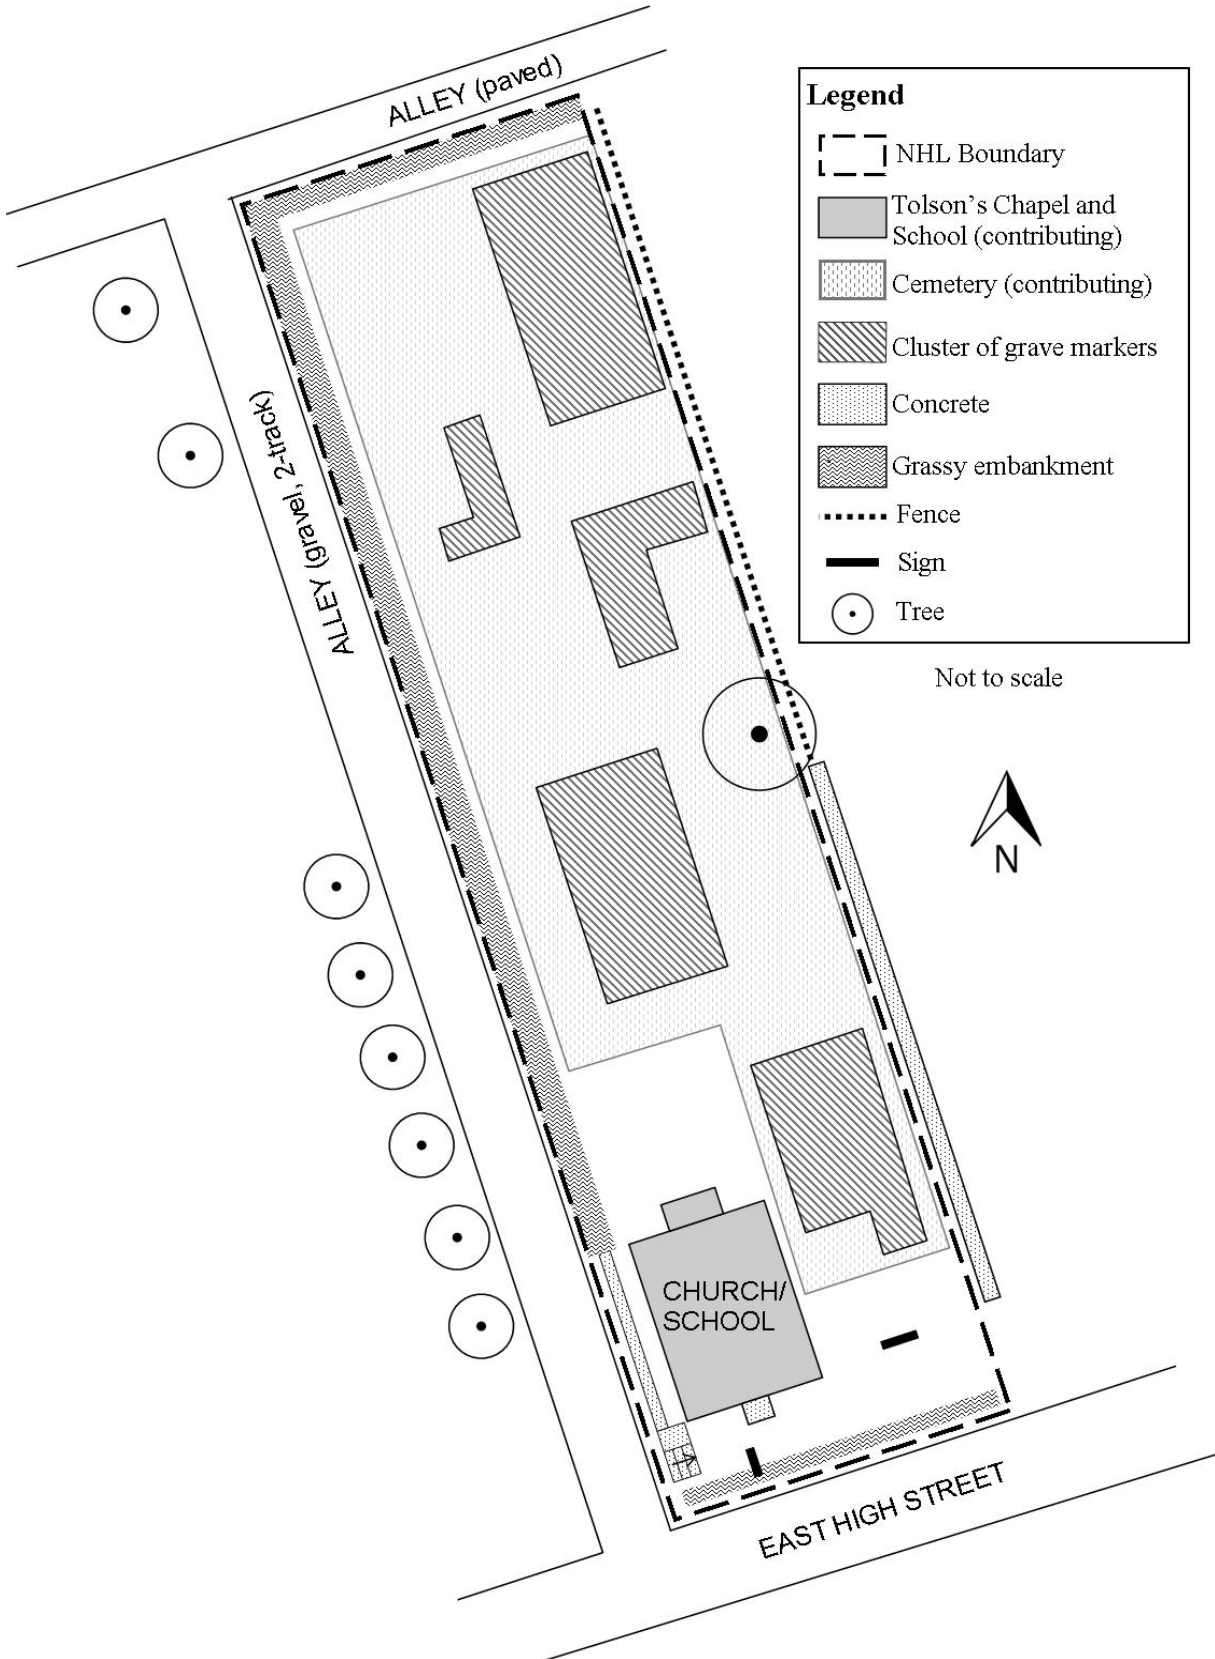 ALLEY (paved)
Legend
NHL Boundary
Tolson's Chapel and
School (contributing)
Cemetery (contributing)
Cluster of grave markers
Concrete
Grassy embankment
Fence
Sign
Tree
Not to scale
N
ALLEY (gravel, 2-track)
CHURCH/
SCHOOL
EAST HIGH STREET